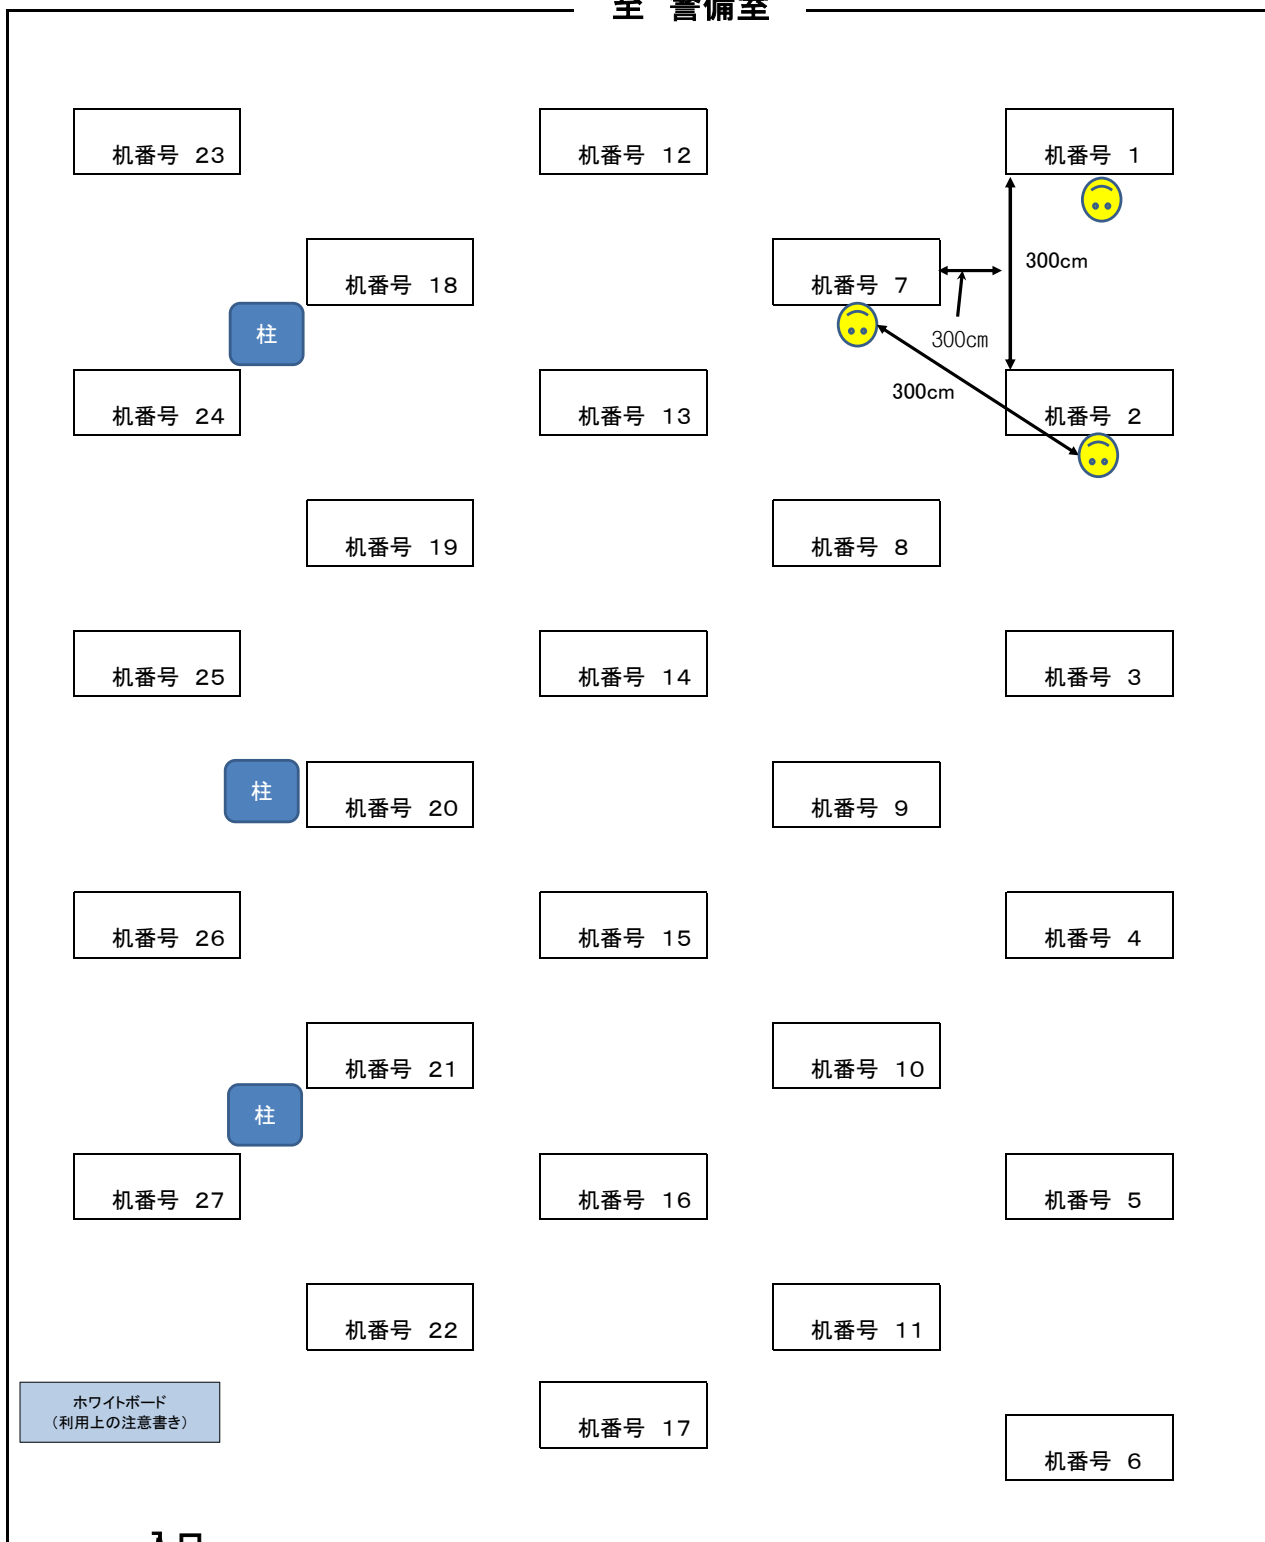 至 警備室
机番号 23
机番号 12
机番号 1
机番号 18
机番号 7
300cm
柱
300㎝
300cm
机番号 24
机番号 13
机番号 2
机番号 19
机番号 8
机番号 25
机番号 14
机番号 3
柱
机番号 20
机番号 9
机番号 26
机番号 15
机番号 4
机番号 21
机番号 10
柱
机番号 27
机番号 16
机番号 5
机番号 22
机番号 11
ホワイトボード
（利用上の注意書き）
机番号 17
机番号 6
入口